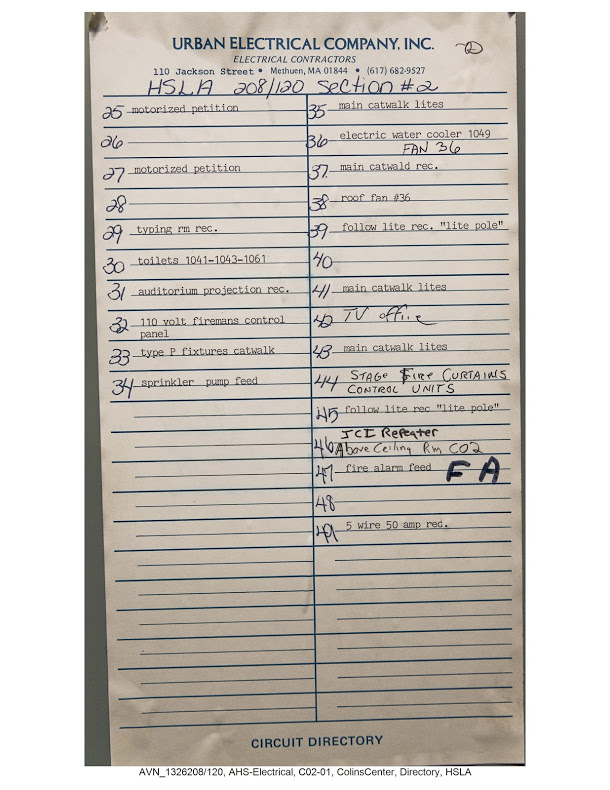 URBAN ELECTRICAL COMPANY, INC.
2
ELECTRICAL CONTRACTORS
110 Jackson Street • Methuen, MA 01844 • (617) 682-9527
HSLA 208/120 Section #2
25 motorized petition
26
27 motorized petition
28
29 typing rm rec.
30 toilets 1041-1043-1061
31 auditorium projection rec.
32 110 volt firemans control
panel
33 type P fixtures catwalk
34 sprinkler pump feed
35 main catwalk lites
36 electric water cooler 1049
FAN 36
37 main catwald rec.
38 roof fan #36
39 follow lite rec. "lite pole"
40
41 main catwalk lites
42 TV office
43 main catwalk lites
44 STAGE FIRE CURTAINS
CONTROL UNITS
45 follow lite rec "lite pole"
JCI Repeater
46 Above Ceiling Rm C02
47 fire alarm feed FA
48
49 5 wire 50 amp red.
CIRCUIT DIRECTORY
AVN_1326208/120, AHS-Electrical, C02-01, ColinsCenter, Directory, HSLA